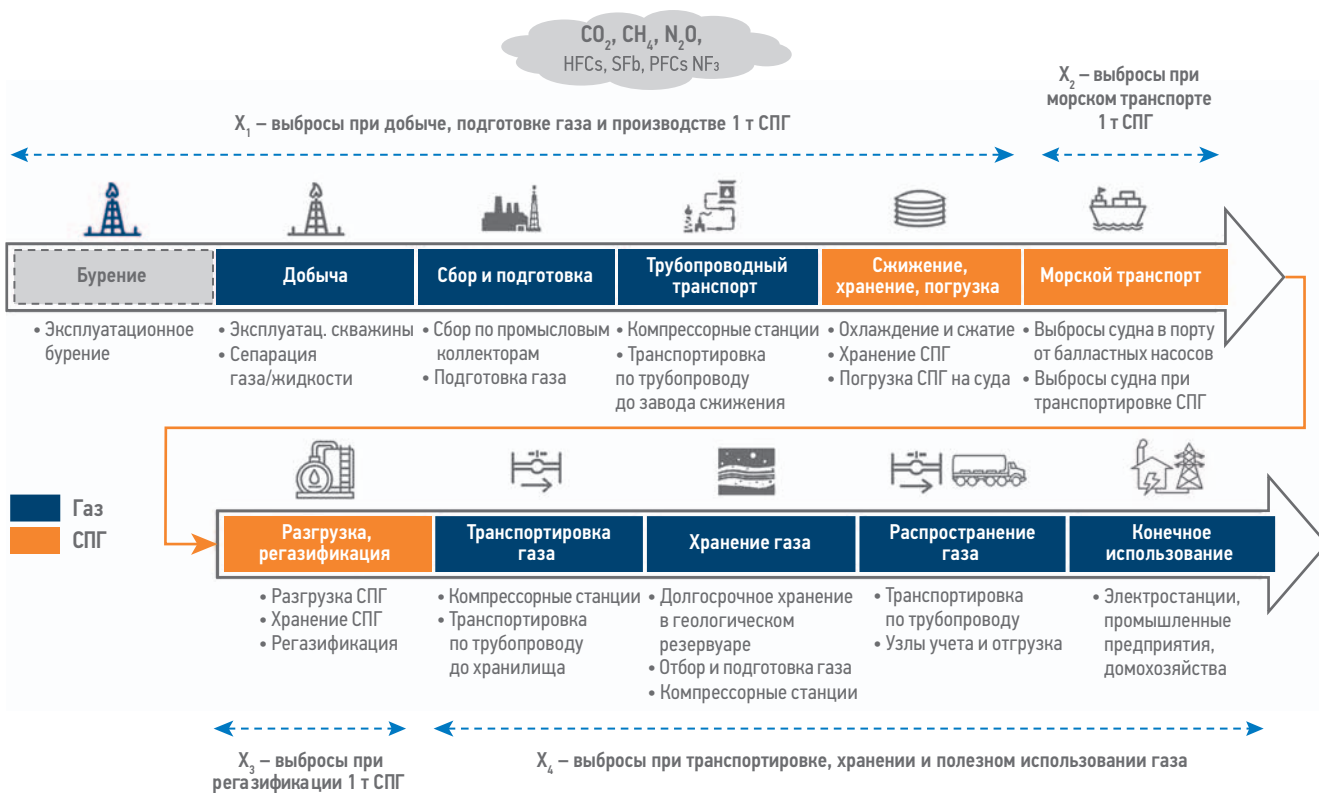 CO₂, CH₄, N₂O,
HFCs, SFb, PFCs NF₃
X₁ – выбросы при добыче, подготовке газа и производстве 1 т СПГ
X₂ – выбросы при
морском транспорте
1 т СПГ
Бурение
Добыча
Сбор и подготовка
Трубопроводный
транспорт
Сжижение,
хранение, погрузка
Морской транспорт
• Эксплуатационное
бурение
• Эксплуатац. скважины
• Сепарация
газа/жидкости
• Сбор по промысловым
коллекторам
• Подготовка газа
• Компрессорные станции
• Транспортировка
по трубопроводу
до завода сжижения
• Охлаждение и сжатие
• Хранение СПГ
• Погрузка СПГ на суда
• Выбросы судна в порту
от балластных насосов
• Выбросы судна при
транспортировке СПГ
Газ
СПГ
Разгрузка,
регазификация
Транспортировка
газа
Хранение газа
Распространение
газа
Конечное
использование
• Разгрузка СПГ
• Хранение СПГ
• Регазификация
• Компрессорные станции
• Транспортировка
по трубопроводу
до хранилища
• Долгосрочное хранение
в геологическом
резервуаре
• Отбор и подготовка газа
• Компрессорные станции
• Транспортировка
по трубопроводу
• Узлы учета и отгрузка
• Электростанции,
промышленные
предприятия,
домохозяйства
X₃ – выбросы при
регазификации 1 т СПГ
X₄ – выбросы при транспортировке, хранении и полезном использовании газа